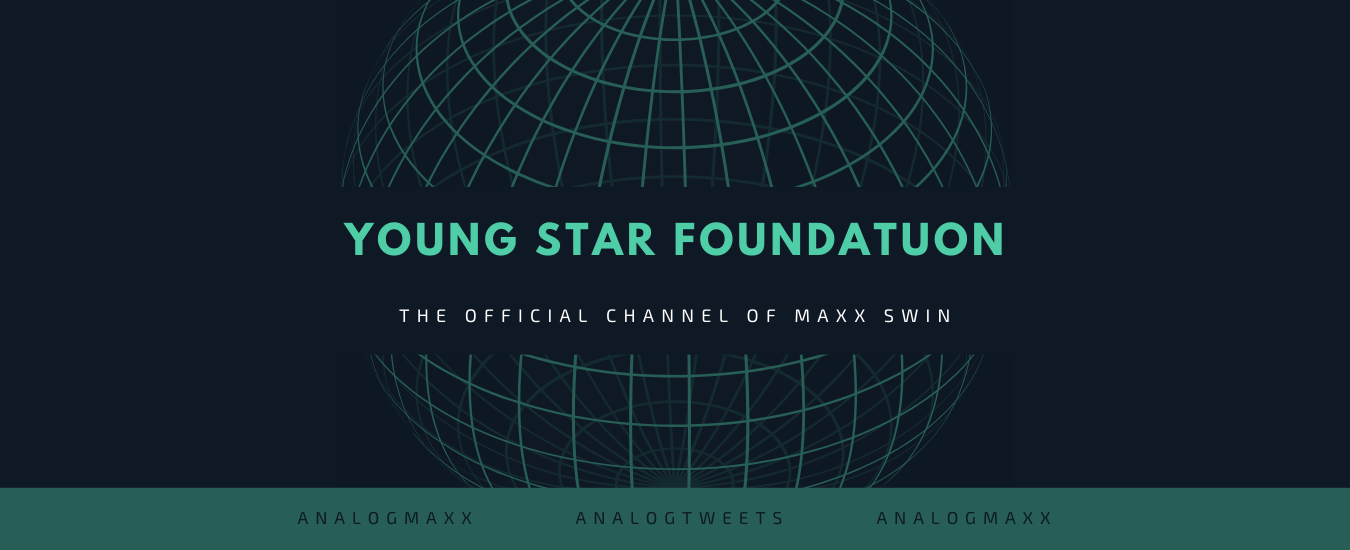 YOUNG STAR FOUNDATUON
THE OFFICIAL CHANNEL OF MAXX SWIN
ANALOGMAXX ANALOGTWEETS ANALOGMAXX